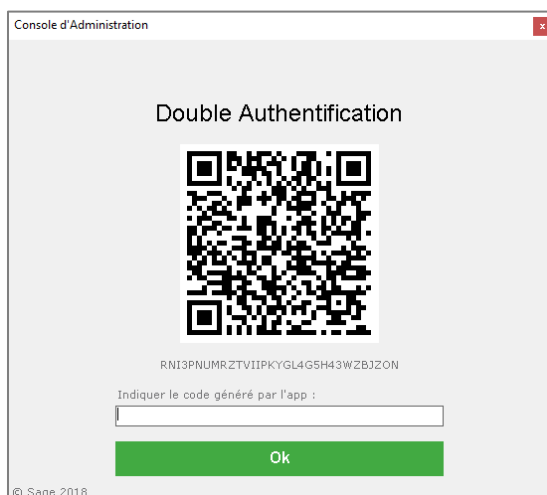 Console d'Administration
x
Double Authentification
RNI3PNUMRZTVIIPKYGL4G5H43WZBJZON
Indiquer le code généré par l'app :
Ok
© Sage 2018